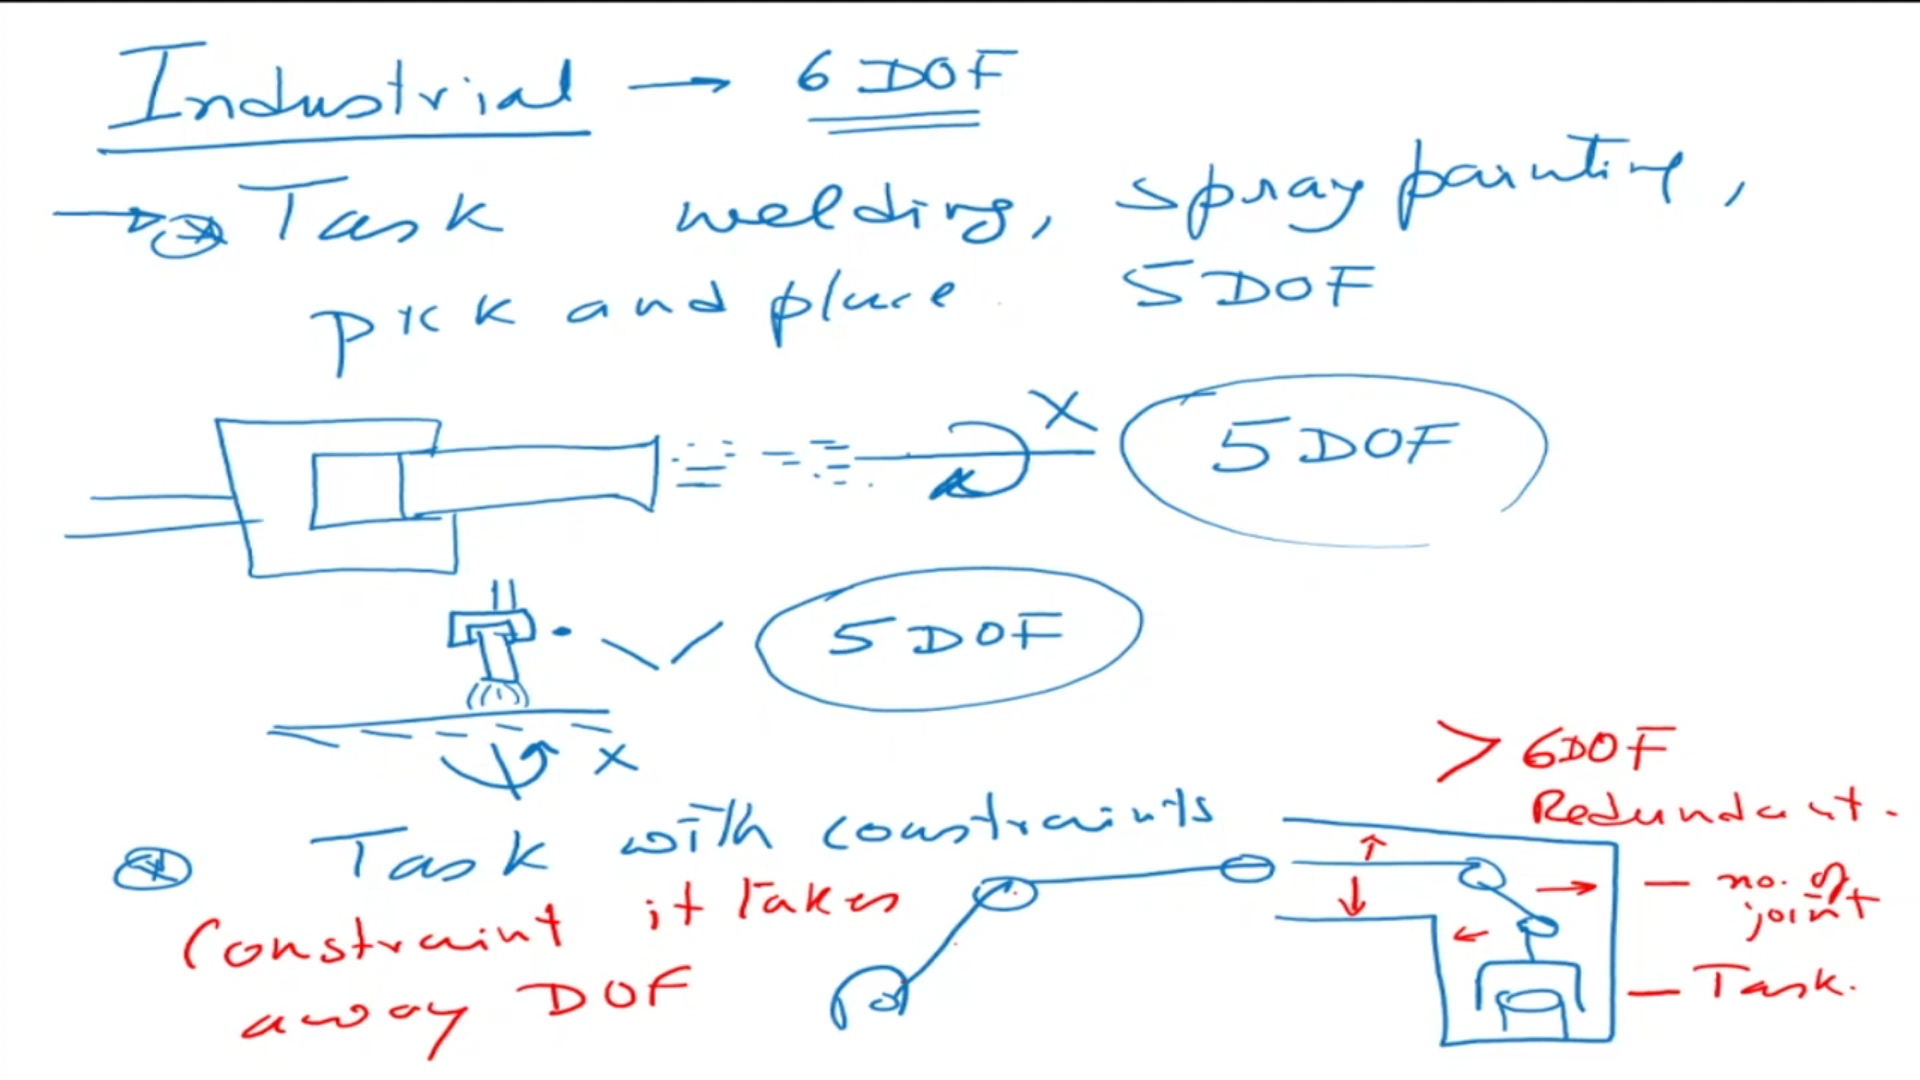 Industrial → 6 DOF
→ ⊛ Task welding, spray painting,
pick and place 5 DOF
X 5 DOF
5 DOF
X
> 6DOF
Redundant.
⊛ Task with constraints
— no. of
joint
Constraint it takes
away DOF
— Task.